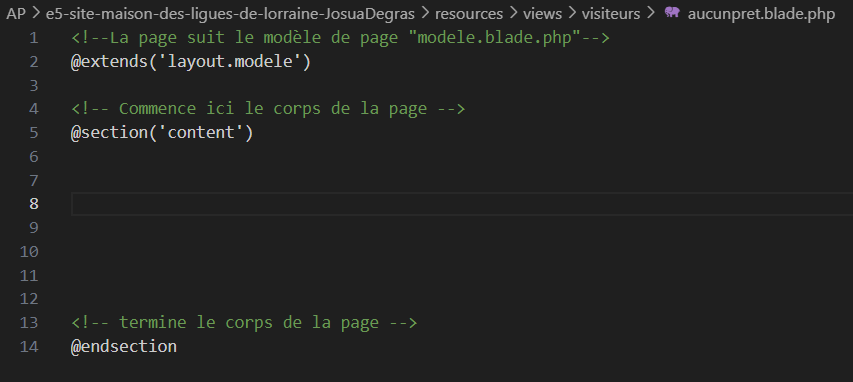 AP > e5-site-maison-des-ligues-de-lorraine-JosuaDegras > resources > views > visiteurs > aucunpret.blade.php
1 <!--La page suit le modèle de page "modele.blade.php"-->
2 @extends('layout.modele')
3
4 <!-- Commence ici le corps de la page -->
5 @section('content')
6
7
8
9
10
11
12
13 <!-- termine le corps de la page -->
14 @endsection